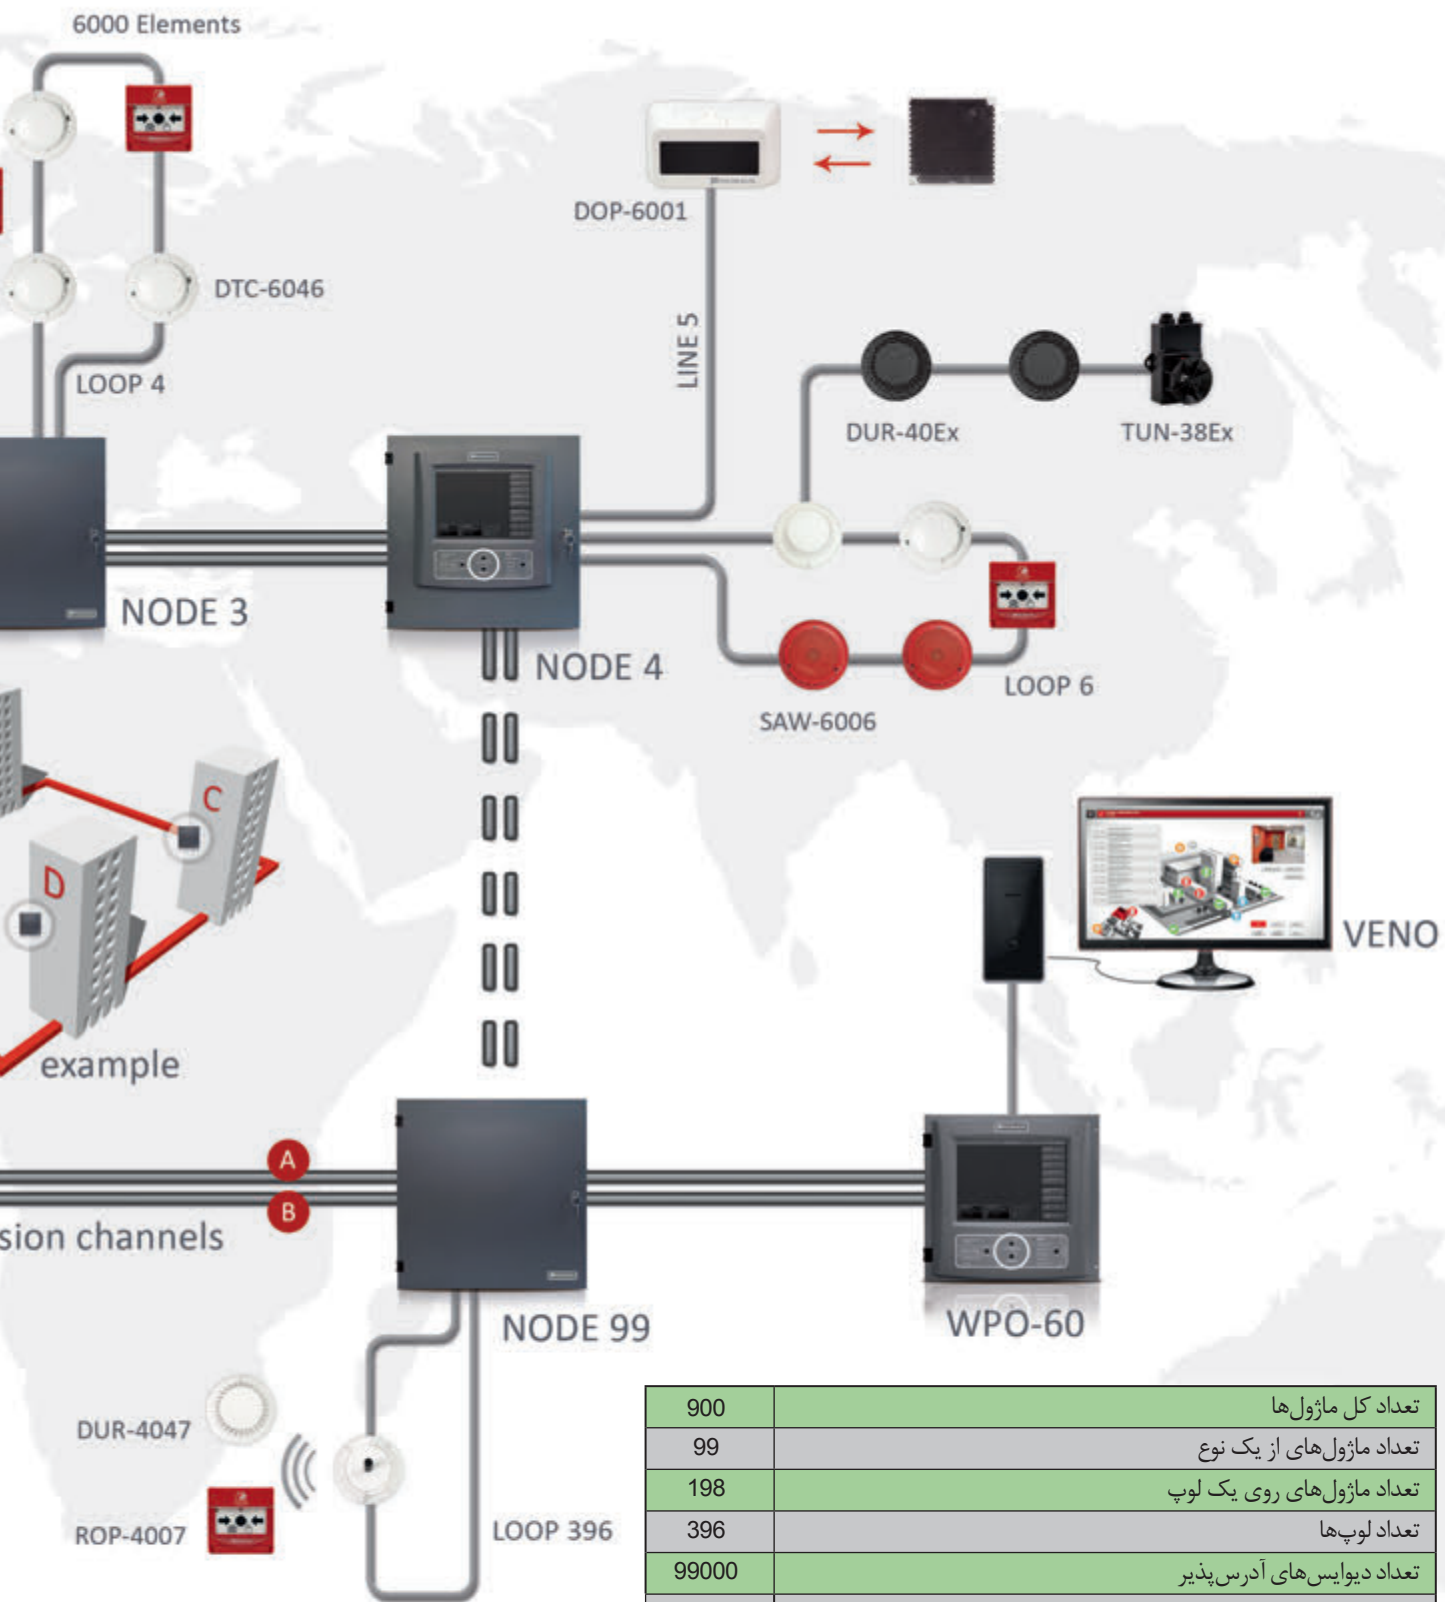 6000 Elements
DOP-6001
DTC-6046
LINE 5
LOOP 4
DUR-40Ex
TUN-38Ex
NODE 3
NODE 4
LOOP 6
SAW-6006
C
D
VENO
example
A
B
sion channels
NODE 99
WPO-60
DUR-4047
ROP-4007
LOOP 396
تعداد کل ماژول‌ها 900
تعداد ماژول‌های از یک نوع 99
تعداد ماژول‌های روی یک لوپ 198
تعداد لوپ‌ها 396
تعداد دیوایس‌های آدرس‌پذیر 99000